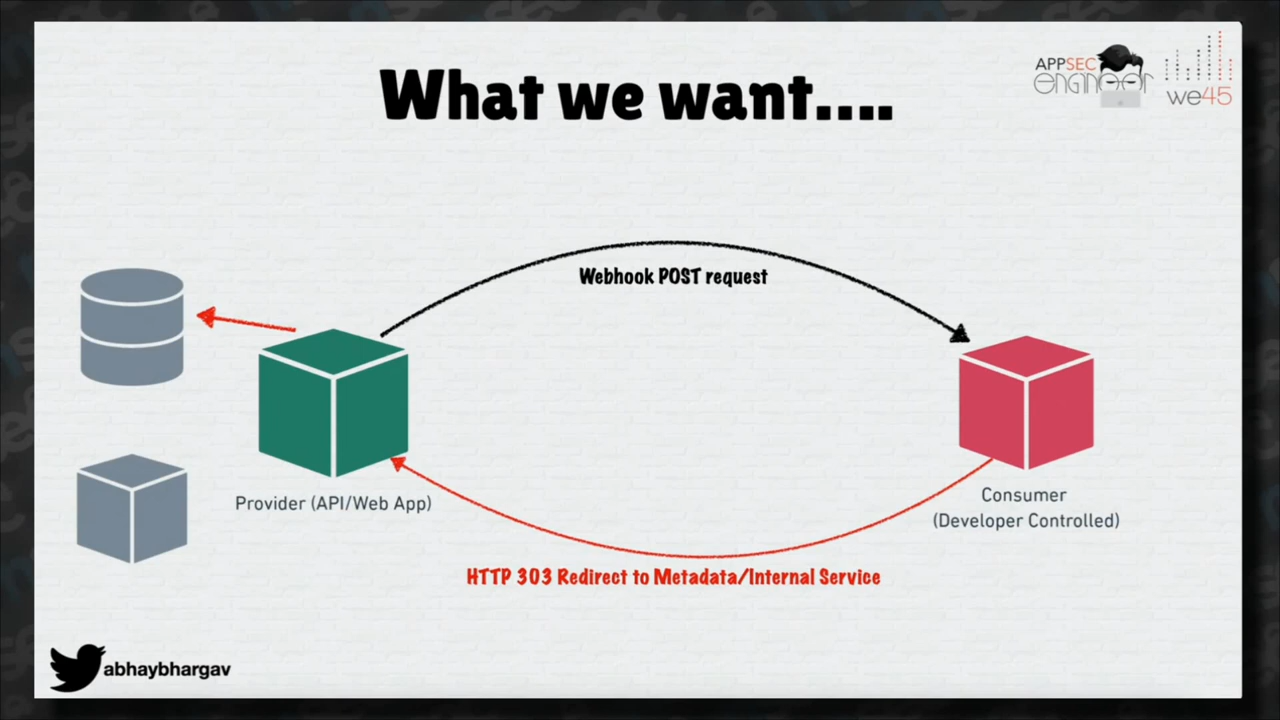 What we want....
APPSEC
engineer
we45
Webhook POST request
Provider (API/Web App)
Consumer
(Developer Controlled)
HTTP 303 Redirect to Metadata/Internal Service
abhaybhargav